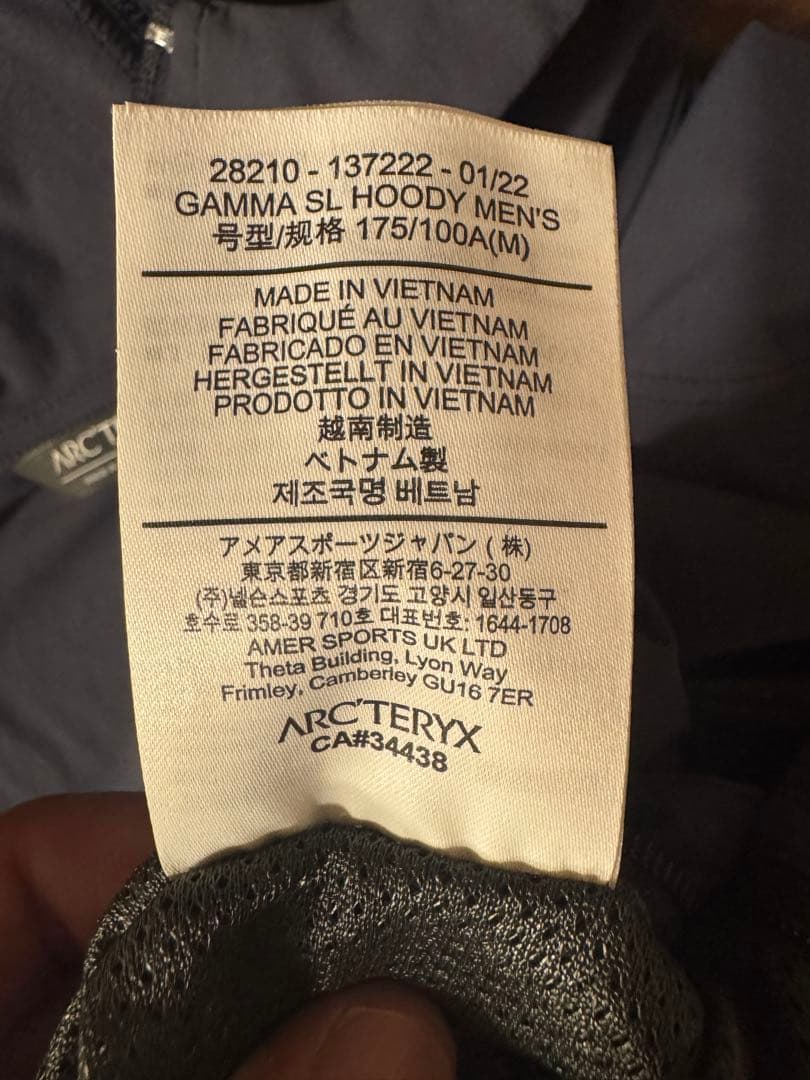 28210 - 137222 - 01/22
GAMMA SL HOODY MEN'S
号型/规格 175/100A(M)
MADE IN VIETNAM
FABRIQUÉ AU VIETNAM
FABRICADO EN VIETNAM
HERGESTELLT IN VIETNAM
PRODOTTO IN VIETNAM
越南制造
ベトナム製
제조국명 베트남
アメアスポーツジャパン ( 株)
東京都新宿区新宿6-27-30
(주)넬슨스포츠 경기도 고양시 일산동구
호수로 358-39 710호 대표번호: 1644-1708
AMER SPORTS UK LTD
Theta Building, Lyon Way
Frimley, Camberley GU16 7ER
ARC'TERYX
CA#34438
ARC'T